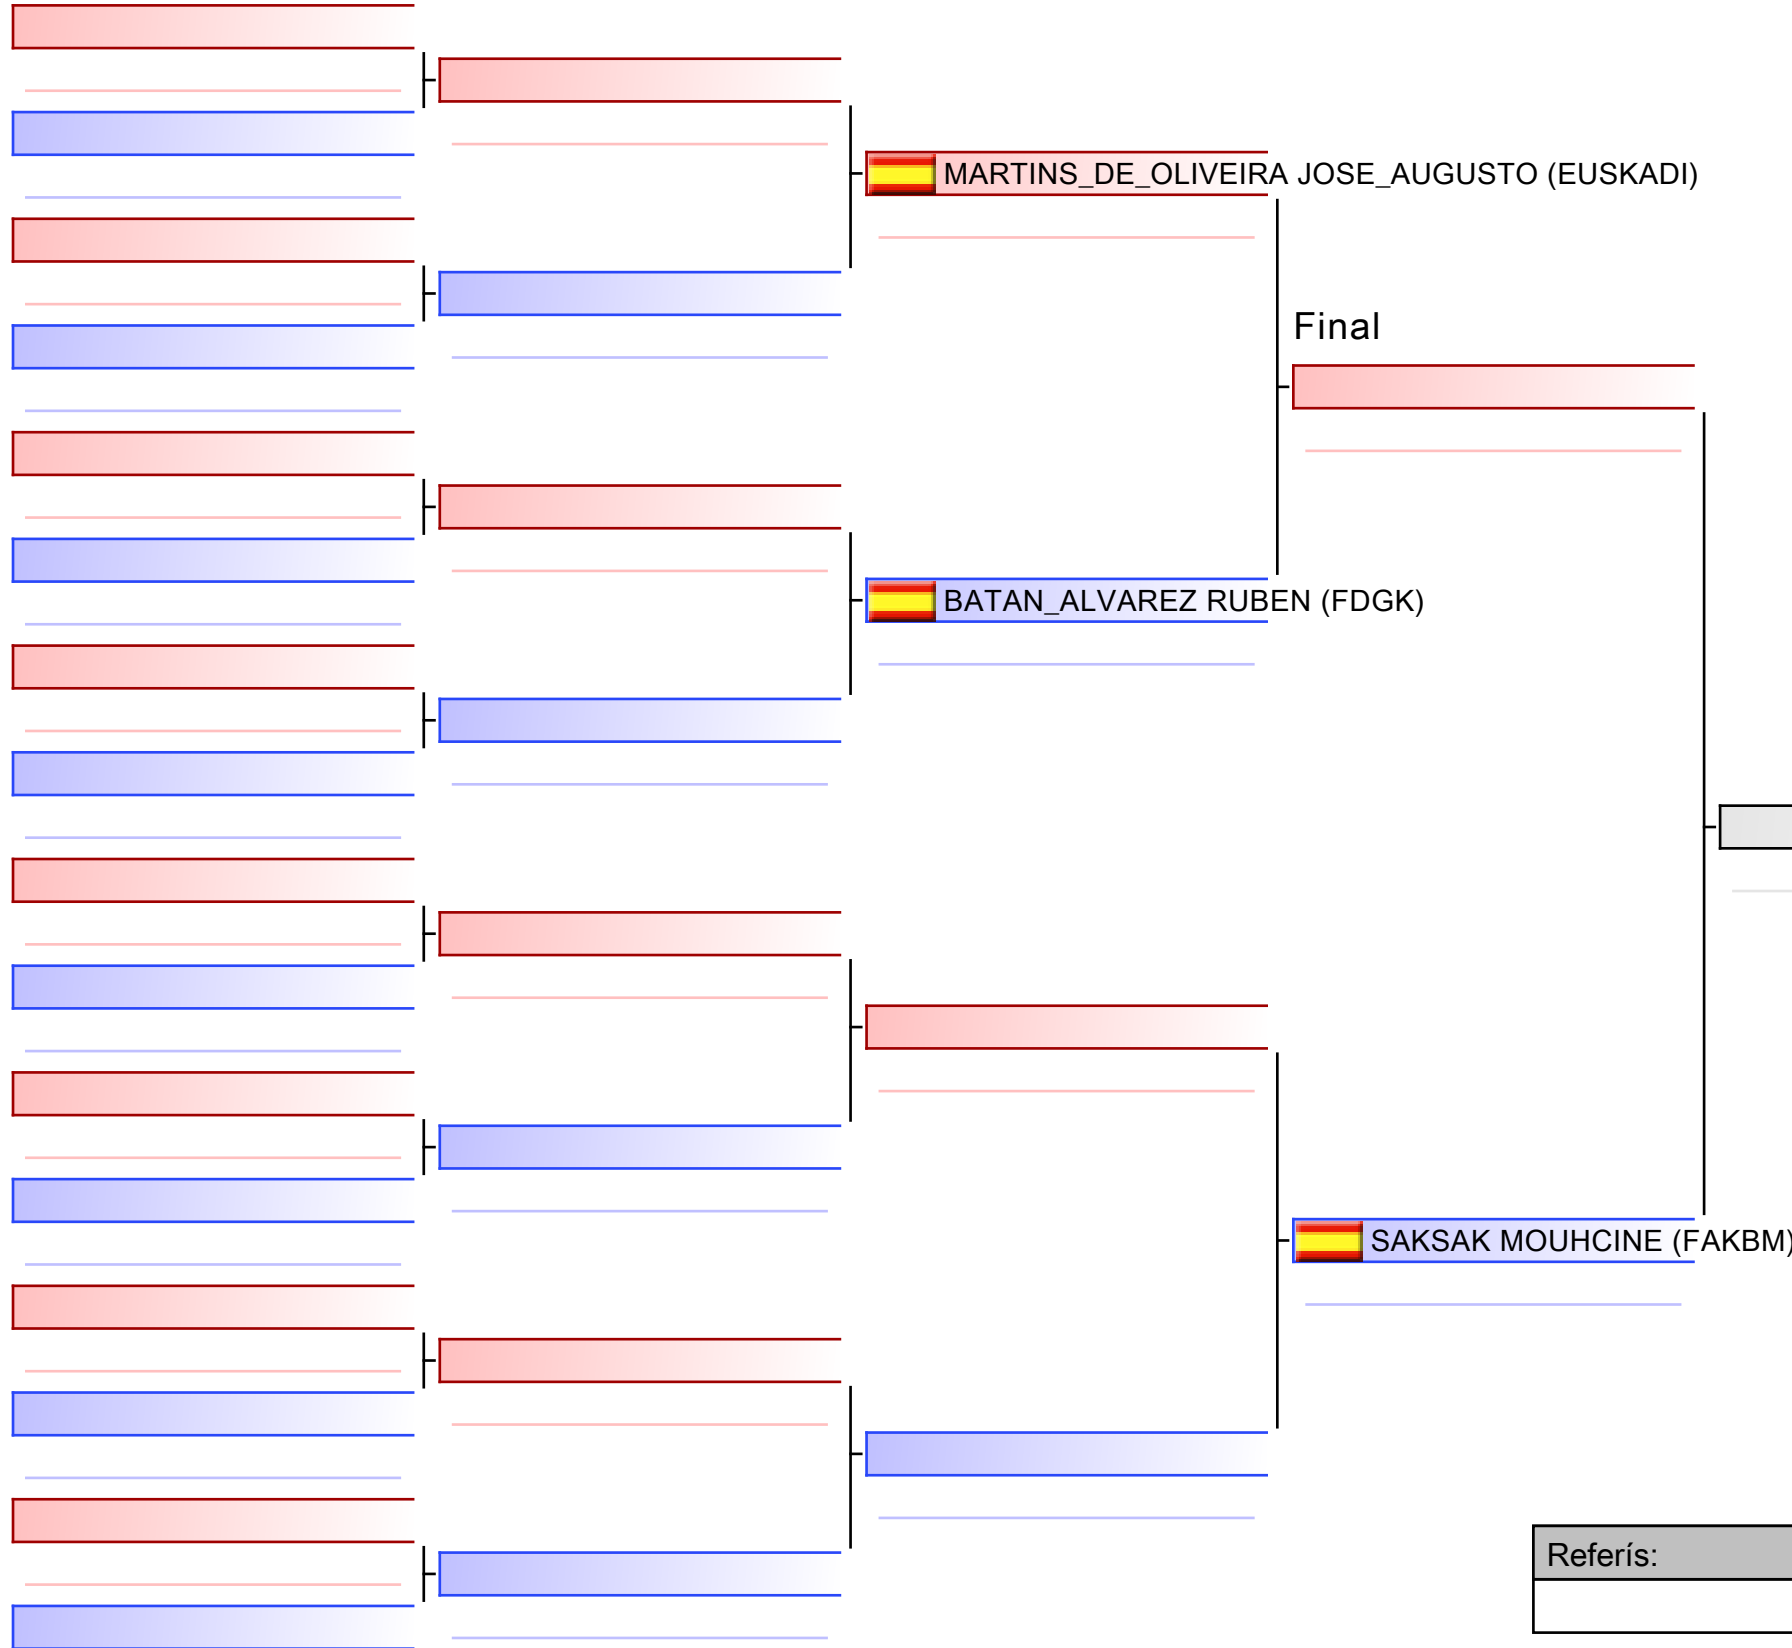 MARTINS_DE_OLIVEIRA JOSE_AUGUSTO (EUSKADI)
Final
BATAN_ALVAREZ RUBEN (FDGK)
SAKSAK MOUHCINE (FAKBM)
Referís: